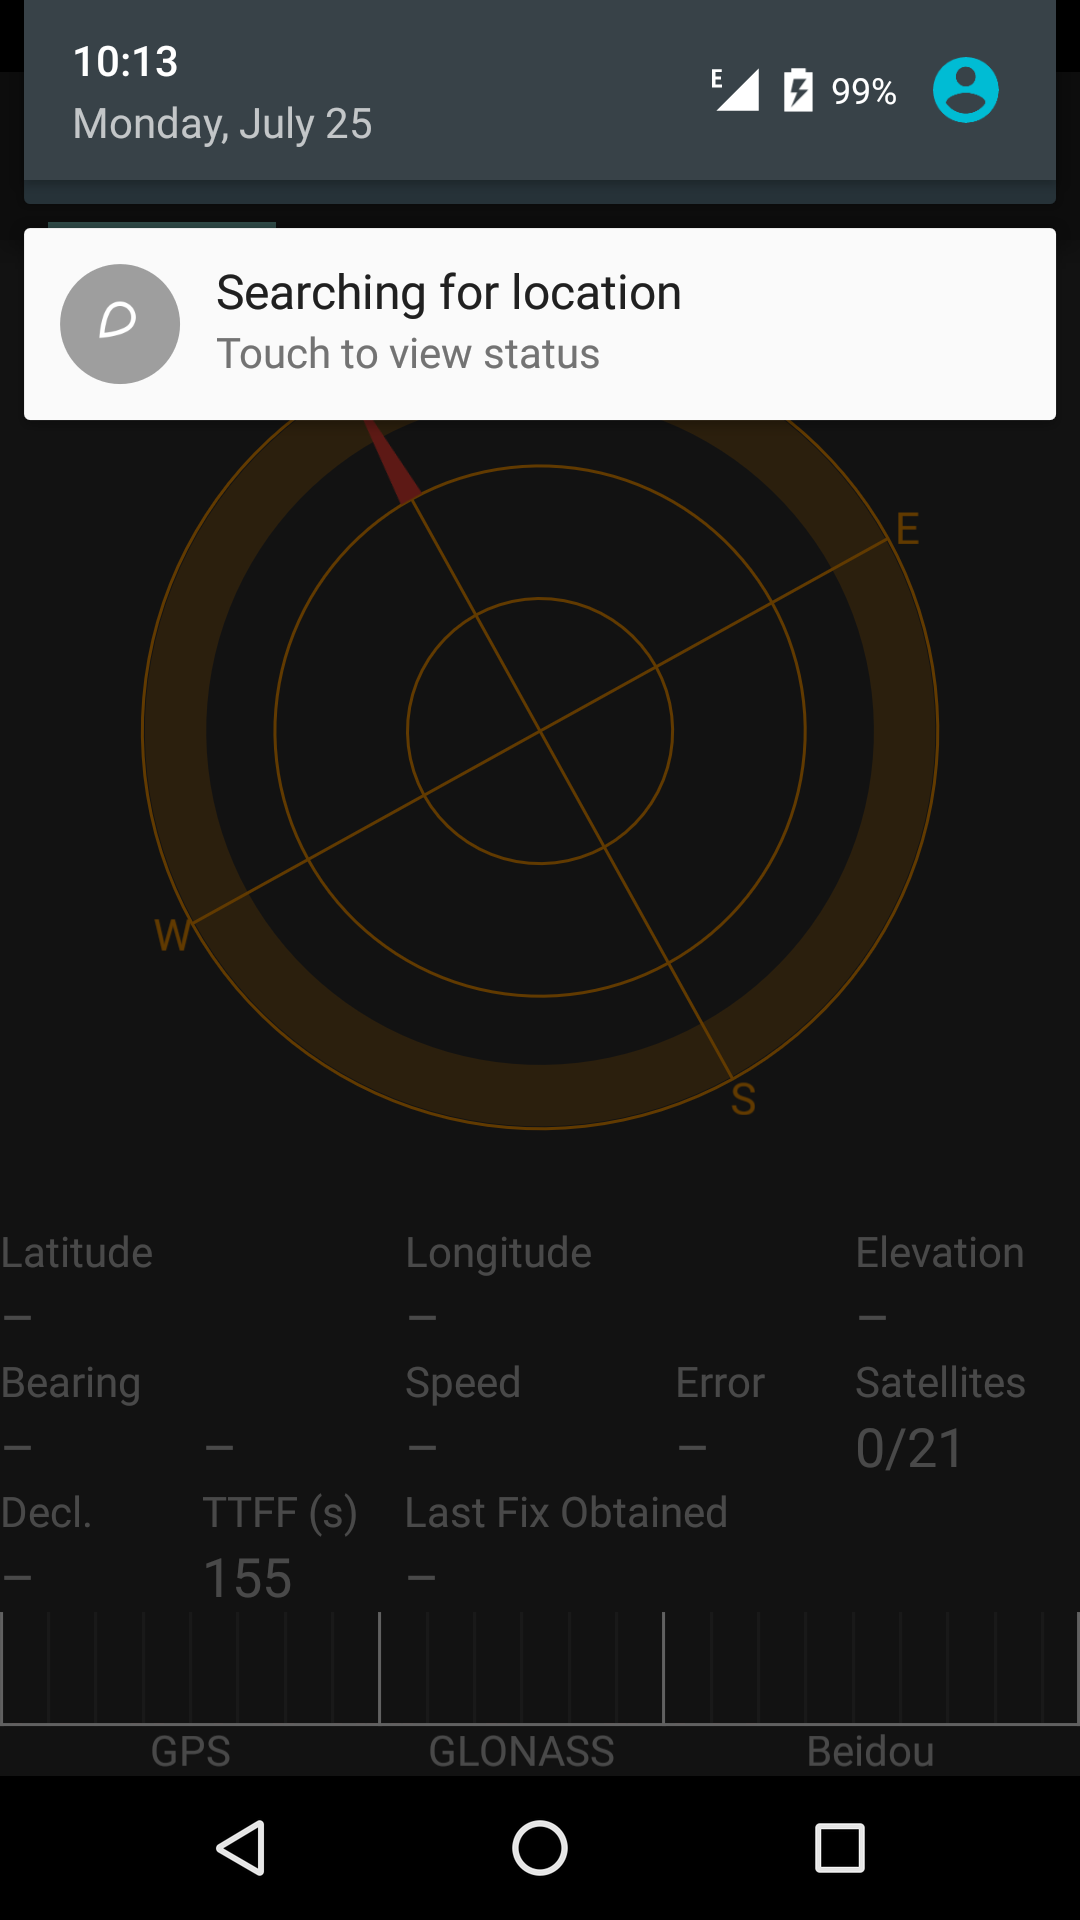 10:13
Monday, July 25
E
99%
Searching for location
Touch to view status
E
W
S
Latitude Longitude Elevation
– – –
Bearing Speed Error Satellites
– – – – 0/21
Decl. TTFF (s) Last Fix Obtained
– 155 –
GPS GLONASS Beidou